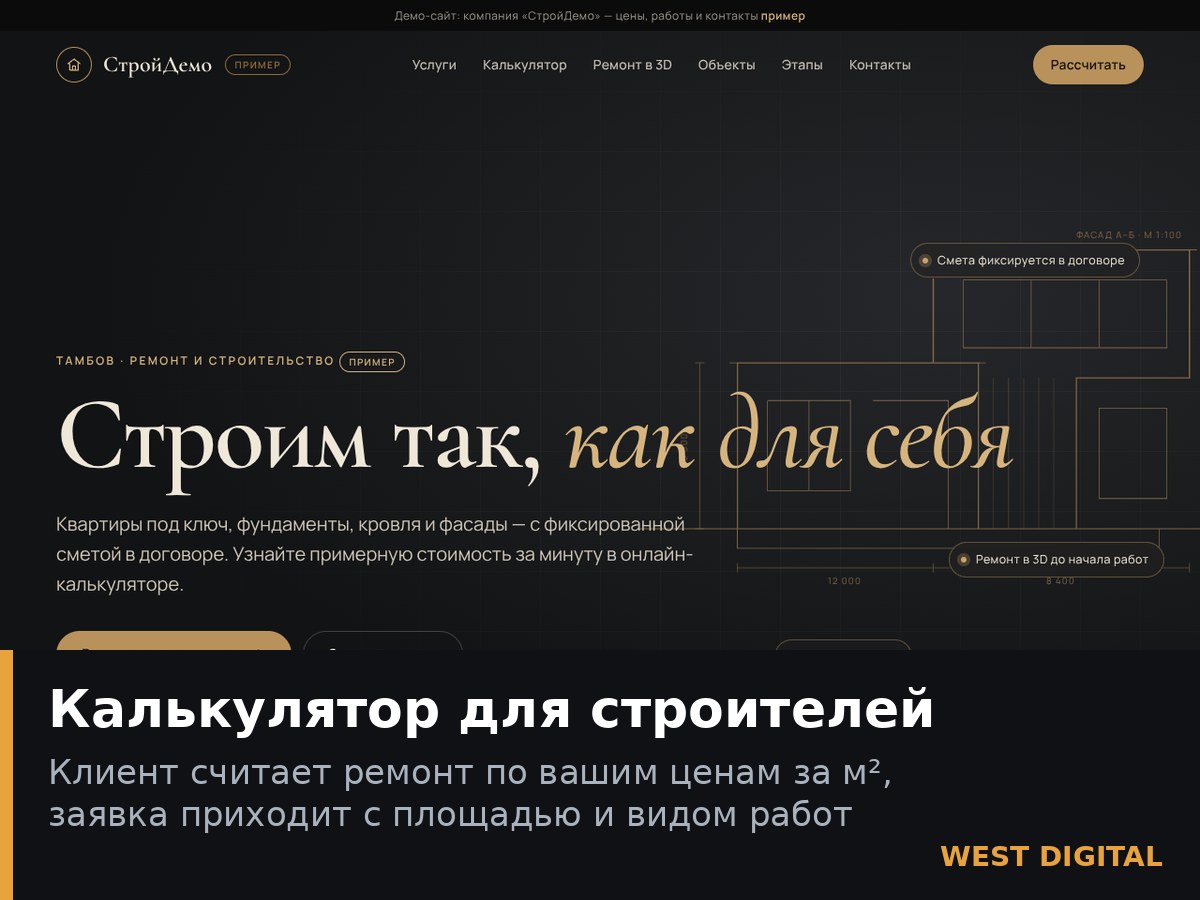 Демо-сайт: компания «СтройДемо» — цены, работы и контакты пример
СтройДемо ПРИМЕР
Услуги Калькулятор Ремонт в 3D Объекты Этапы Контакты
Рассчитать
ФАСАД А–Б · М 1:100
Смета фиксируется в договоре
ТАМБОВ · РЕМОНТ И СТРОИТЕЛЬСТВО ПРИМЕР
Строим так, как для себя
Квартиры под ключ, фундаменты, кровля и фасады — с фиксированной
сметой в договоре. Узнайте примерную стоимость за минуту в онлайн-
калькуляторе.
Ремонт в 3D до начала работ
12 000 8 400
Калькулятор для строителей
Клиент считает ремонт по вашим ценам за м²,
заявка приходит с площадью и видом работ
WEST DIGITAL